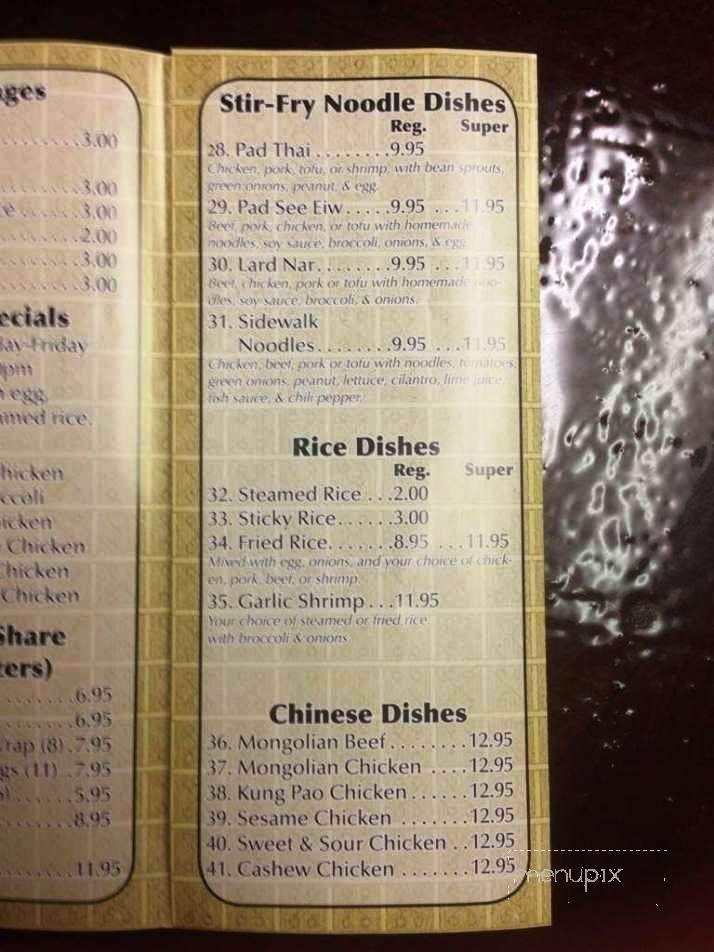 ages
.........3.00
.........3.00
ce ......3.00
.........2.00
.........3.00
.........3.00
ecials
day-Friday
0pm
n egg,
amed rice.
hicken
ccoli
hicken
Chicken
Chicken
Chicken
Share
ters)
.........6.95
.........6.95
rap (8) .7.95
gs (11) ..7.95
.......5.95
.........8.95
.........11.95
Stir-Fry Noodle Dishes
Reg. Super
28. Pad Thai ........9.95
Chicken, pork, tofu, or shrimp, with bean sprouts,
green onions, peanut, & egg.
29. Pad See Eiw.....9.95 ...11.95
Beef, pork, chicken, or tofu with homemade
noodles, soy sauce, broccoli, onions, & egg.
30. Lard Nar........9.95 ...11.95
Beef, chicken, pork or tofu with homemade noo-
dles, soy sauce, broccoli, & onions.
31. Sidewalk
Noodles........9.95 ...11.95
Chicken, beef, pork or tofu with noodles, tomatoes,
green onions, peanut, lettuce, cilantro, lime juice,
fish sauce, & chili pepper.
Rice Dishes
Reg. Super
32. Steamed Rice ...2.00
33. Sticky Rice......3.00
34. Fried Rice.......8.95 ...11.95
Mixed with egg, onions, and your choice of chick-
en, pork, beef, or shrimp.
35. Garlic Shrimp...11.95
Your choice of steamed or fried rice
with broccoli & onions
Chinese Dishes
36. Mongolian Beef........12.95
37. Mongolian Chicken ....12.95
38. Kung Pao Chicken......12.95
39. Sesame Chicken .......12.95
40. Sweet & Sour Chicken ..12.95
41. Cashew Chicken .......12.95
menupix